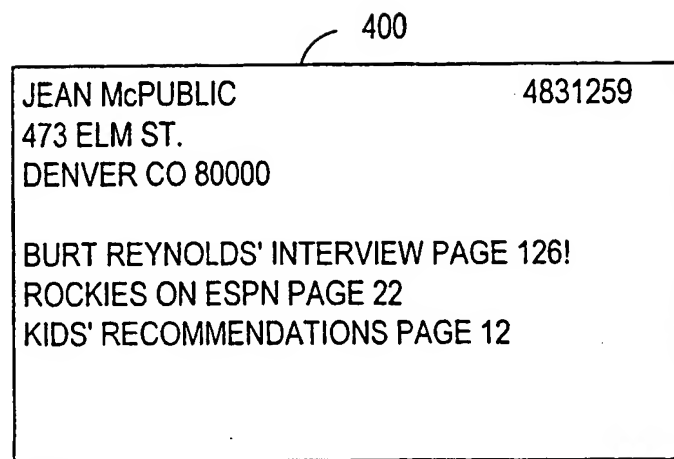 400
JEAN McPUBLIC 4831259
473 ELM ST.
DENVER CO 80000
BURT REYNOLDS' INTERVIEW PAGE 126!
ROCKIES ON ESPN PAGE 22
KIDS' RECOMMENDATIONS PAGE 12